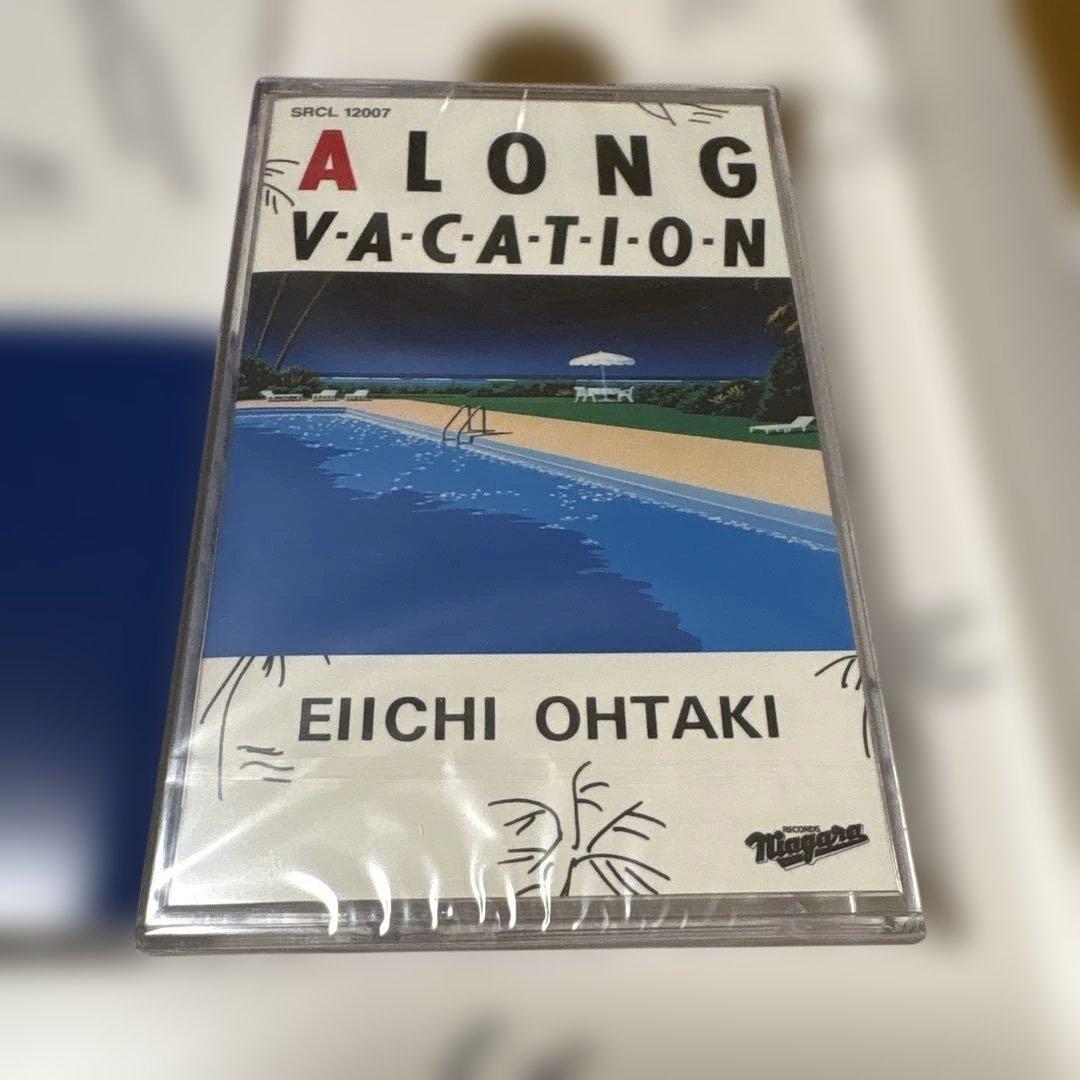 SRCL 12007
A LONG
V·A·C·A·T·I·O·N
EIICHI OHTAKI
RECORDS
Niagara